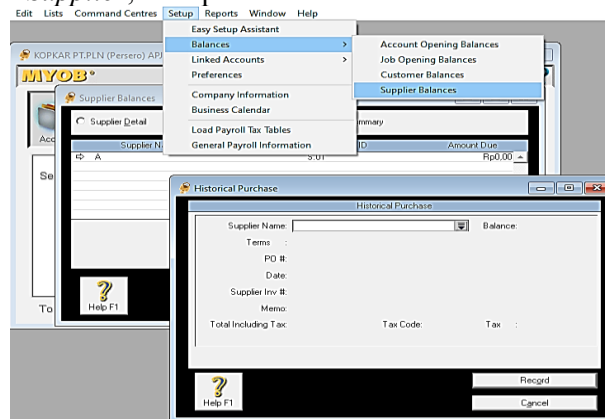 Supplier,
Edit Lists Command Centres Setup Reports Window Help
Easy Setup Assistant
Balances >
Linked Accounts >
Preferences
Company Information
Business Calendar
Load Payroll Tax Tables
General Payroll Information
Account Opening Balances
Job Opening Balances
Customer Balances
Supplier Balances
KOPKAR PT.PLN (Persero) APJ
MYOB
Acc
Se
To
Supplier Balances
Supplier Detail
mmary
Supplier N
ID
Amount Due
A
Rp0,00
Help F1
Historical Purchase
Historical Purchase
Supplier Name:
Balance:
Terms :
PO #:
Date:
Supplier Inv #:
Memo:
Total Including Tax:
Tax Code:
Tax :
Help F1
Record
Cancel